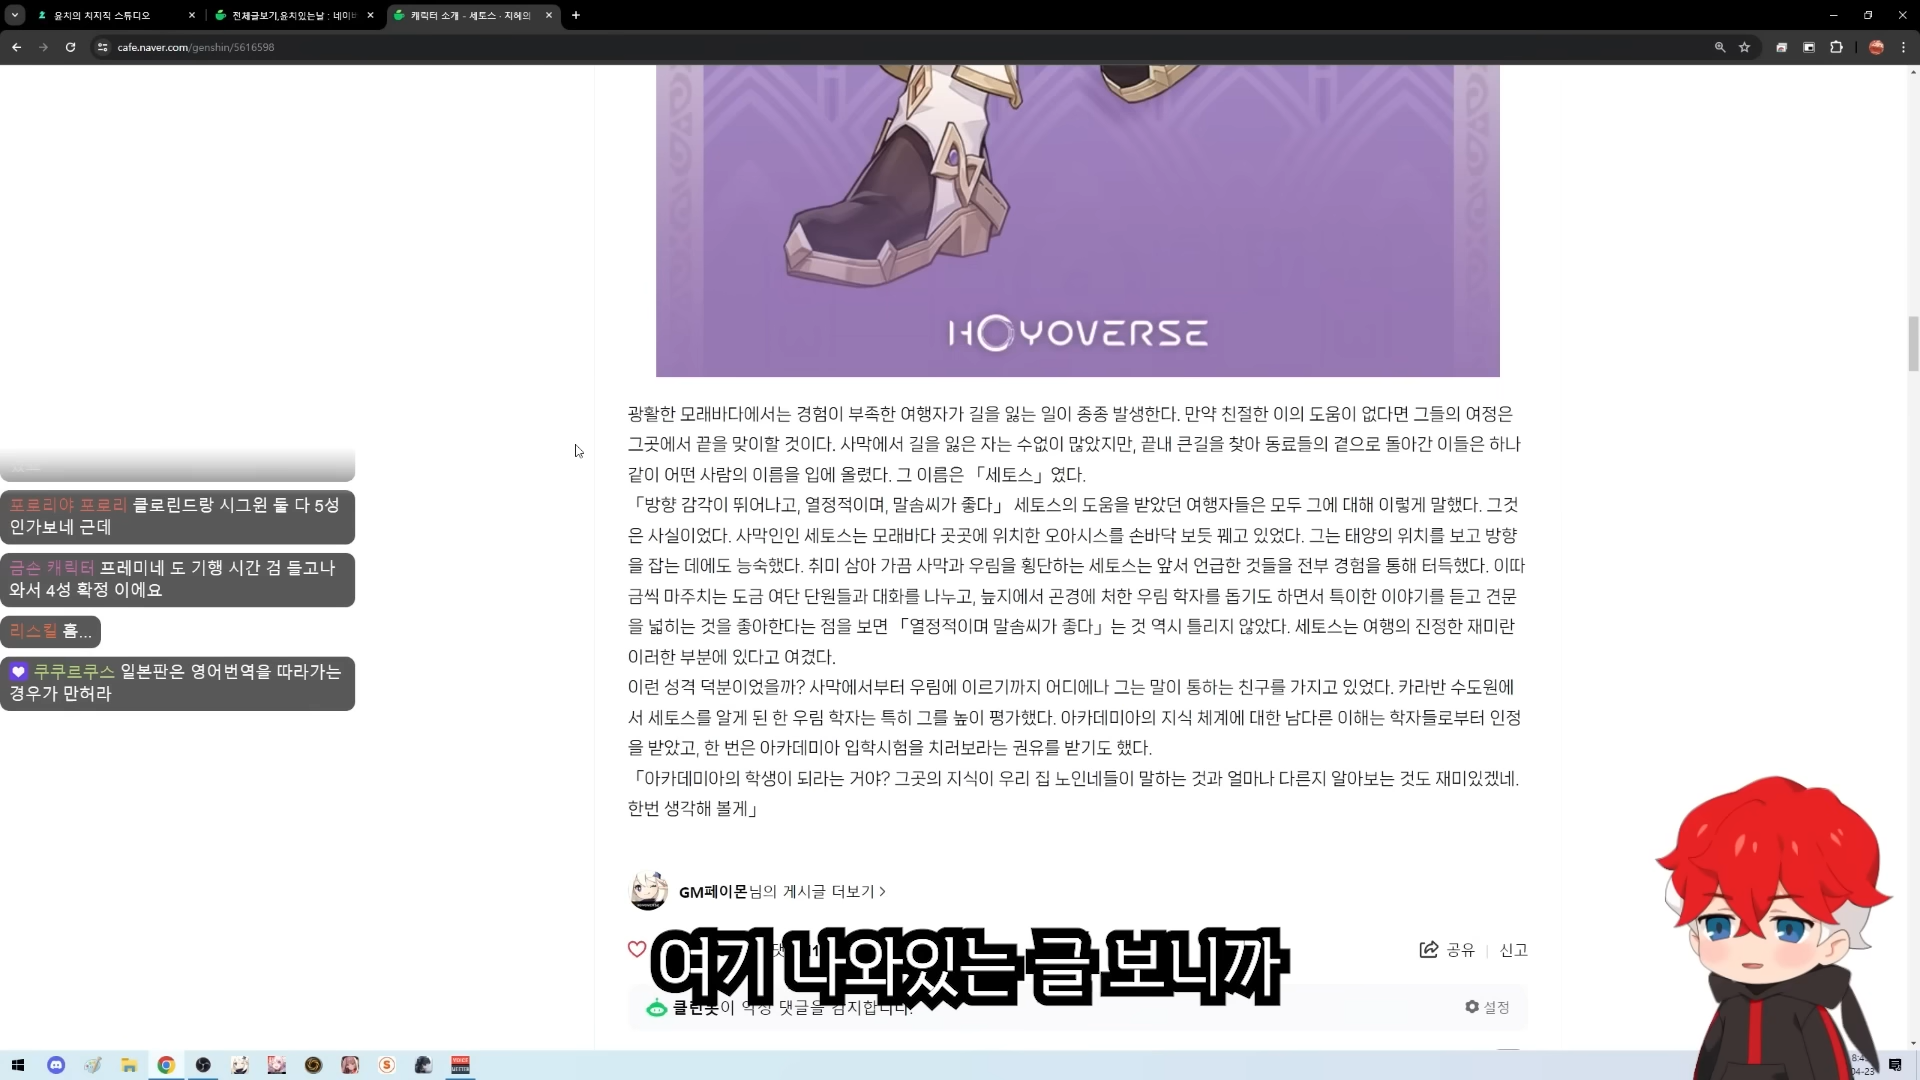 윤치의 치지직 스튜디오
전체글보기,윤치있는날 : 네이버
캐릭터 소개 - 세토스 · 지혜의
cafe.naver.com/genshin/5616598
HOYOVERSE
광활한 모래바다에서는 경험이 부족한 여행자가 길을 잃는 일이 종종 발생한다. 만약 친절한 이의 도움이 없다면 그들의 여정은
그곳에서 끝을 맞이할 것이다. 사막에서 길을 잃은 자는 수없이 많았지만, 끝내 큰길을 찾아 동료들의 곁으로 돌아간 이들은 하나
같이 어떤 사람의 이름을 입에 올렸다. 그 이름은 「세토스」였다.
「방향 감각이 뛰어나고, 열정적이며, 말솜씨가 좋다」 세토스의 도움을 받았던 여행자들은 모두 그에 대해 이렇게 말했다. 그것
은 사실이었다. 사막인인 세토스는 모래바다 곳곳에 위치한 오아시스를 손바닥 보듯 꿰고 있었다. 그는 태양의 위치를 보고 방향
을 잡는 데에도 능숙했다. 취미 삼아 가끔 사막과 우림을 횡단하는 세토스는 앞서 언급한 것들을 전부 경험을 통해 터득했다. 이따
금씩 마주치는 도금 여단 단원들과 대화를 나누고, 늪지에서 곤경에 처한 우림 학자를 돕기도 하면서 특이한 이야기를 듣고 견문
을 넓히는 것을 좋아한다는 점을 보면 「열정적이며 말솜씨가 좋다」는 것 역시 틀리지 않았다. 세토스는 여행의 진정한 재미란
이러한 부분에 있다고 여겼다.
이런 성격 덕분이었을까? 사막에서부터 우림에 이르기까지 어디에나 그는 말이 통하는 친구를 가지고 있었다. 카라반 수도원에
서 세토스를 알게 된 한 우림 학자는 특히 그를 높이 평가했다. 아카데미아의 지식 체계에 대한 남다른 이해는 학자들로부터 인정
을 받았고, 한 번은 아카데미아 입학시험을 치러보라는 권유를 받기도 했다.
「아카데미아의 학생이 되라는 거야? 그곳의 지식이 우리 집 노인네들이 말하는 것과 얼마나 다른지 알아보는 것도 재미있겠네.
한번 생각해 볼게」
포로리야 포로리 클로린드랑 시그윈 둘 다 5성
인가보네 근데
금손 캐릭터 프레미네 도 기행 시간 검 들고나
와서 4성 확정 이에요
리스킬 흠...
쿠쿠르쿠스 일본판은 영어번역을 따라가는
경우가 만허라
GM페이몬님의 게시글 더보기 >
공유
신고
여기 나와있는 글 보니까
클린봇이 악성 댓글을 감지합니다.
설정